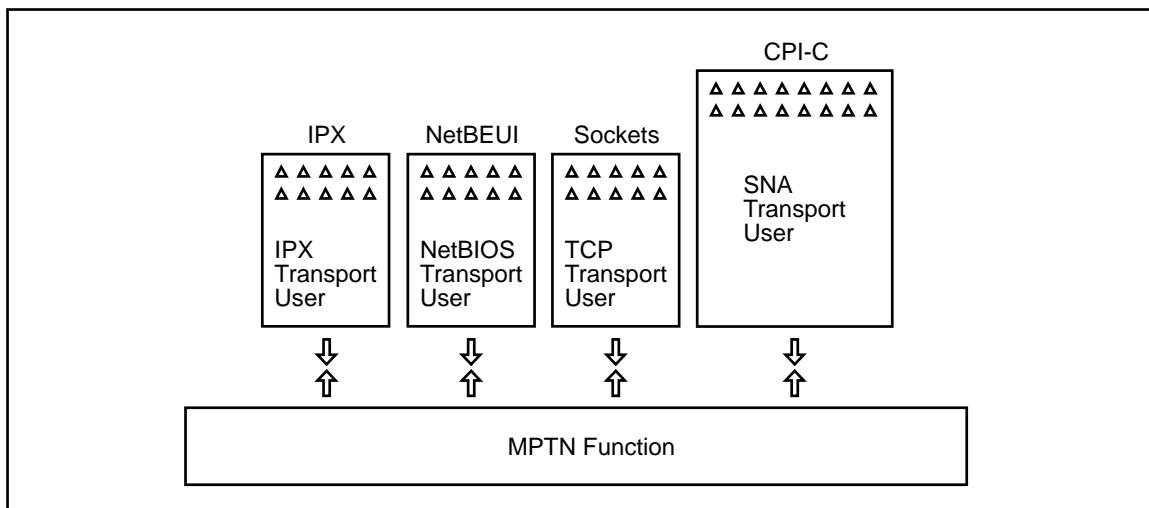 CPI-C
IPX
NetBEUI
Sockets
IPX
Transport
User
NetBIOS
Transport
User
TCP
Transport
User
SNA
Transport
User
MPTN Function